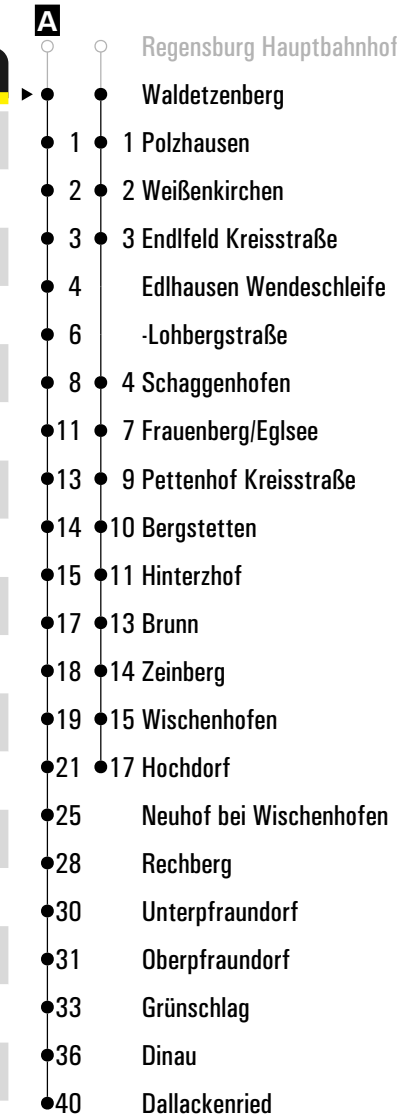 A
Regensburg Hauptbahnhof
Waldetzenberg
1 1 Polzhausen
2 2 Weißenkirchen
3 3 Endlfeld Kreisstraße
4 Edlhausen Wendeschleife
6 -Lohbergstraße
8 4 Schaggenhofen
11 7 Frauenberg/Eglsee
13 9 Pettenhof Kreisstraße
14 10 Bergstetten
15 11 Hinterzhof
17 13 Brunn
18 14 Zeinberg
19 15 Wischenhofen
21 17 Hochdorf
25 Neuhof bei Wischenhofen
28 Rechberg
30 Unterpfraundorf
31 Oberpfraundorf
33 Grünschlag
36 Dinau
40 Dallackenried